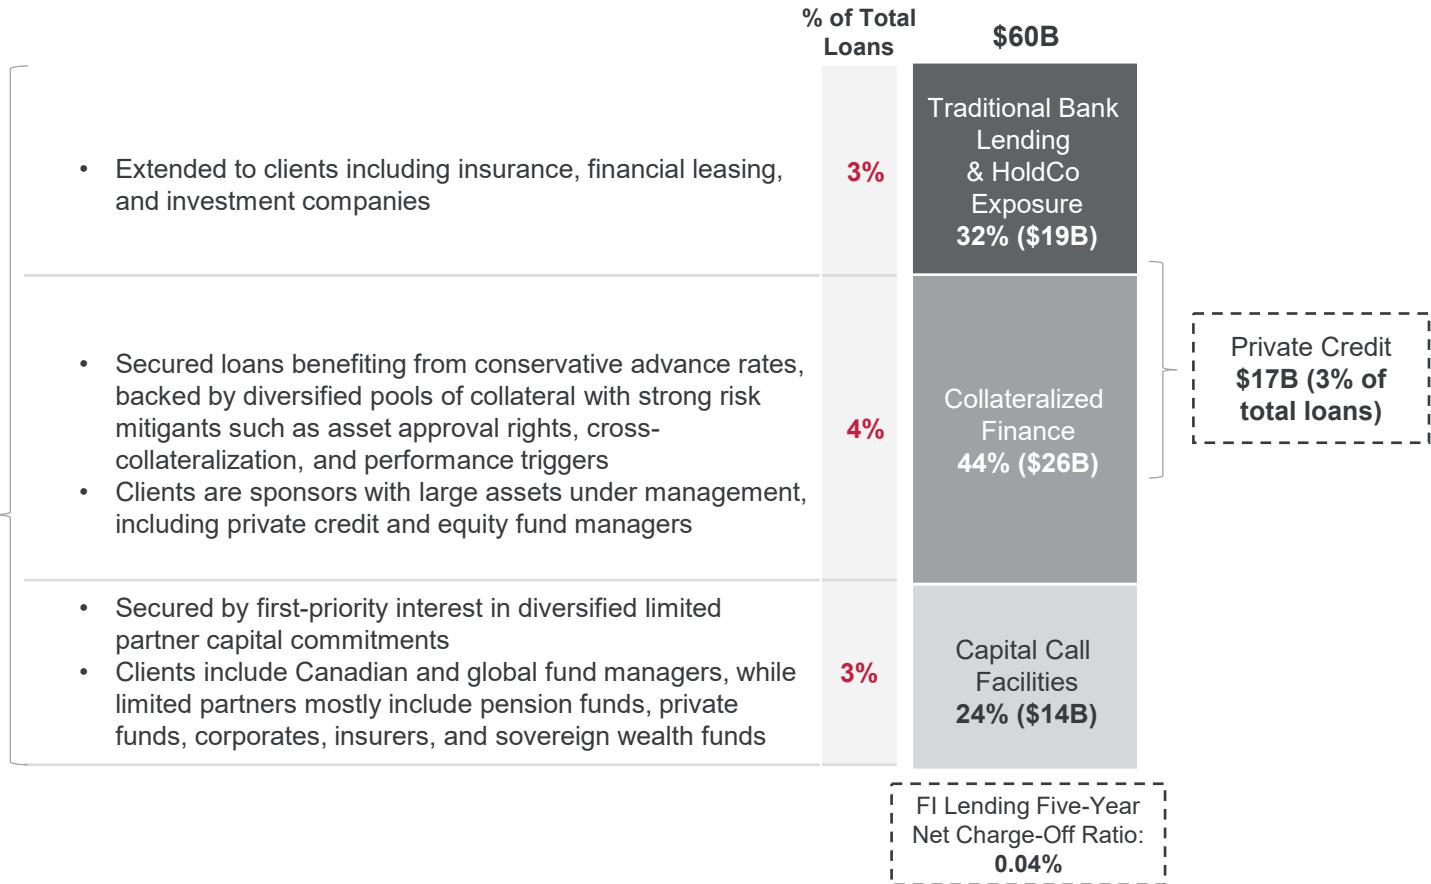 % of Total
Loans
$60B
• Extended to clients including insurance, financial leasing,
and investment companies
3%
Traditional Bank
Lending
& HoldCo
Exposure
32% ($19B)
• Secured loans benefiting from conservative advance rates,
backed by diversified pools of collateral with strong risk
mitigants such as asset approval rights, cross-
collateralization, and performance triggers
• Clients are sponsors with large assets under management,
including private credit and equity fund managers
4%
Collateralized
Finance
44% ($26B)
Private Credit
$17B (3% of
total loans)
• Secured by first-priority interest in diversified limited
partner capital commitments
• Clients include Canadian and global fund managers, while
limited partners mostly include pension funds, private
funds, corporates, insurers, and sovereign wealth funds
3%
Capital Call
Facilities
24% ($14B)
FI Lending Five-Year
Net Charge-Off Ratio:
0.04%